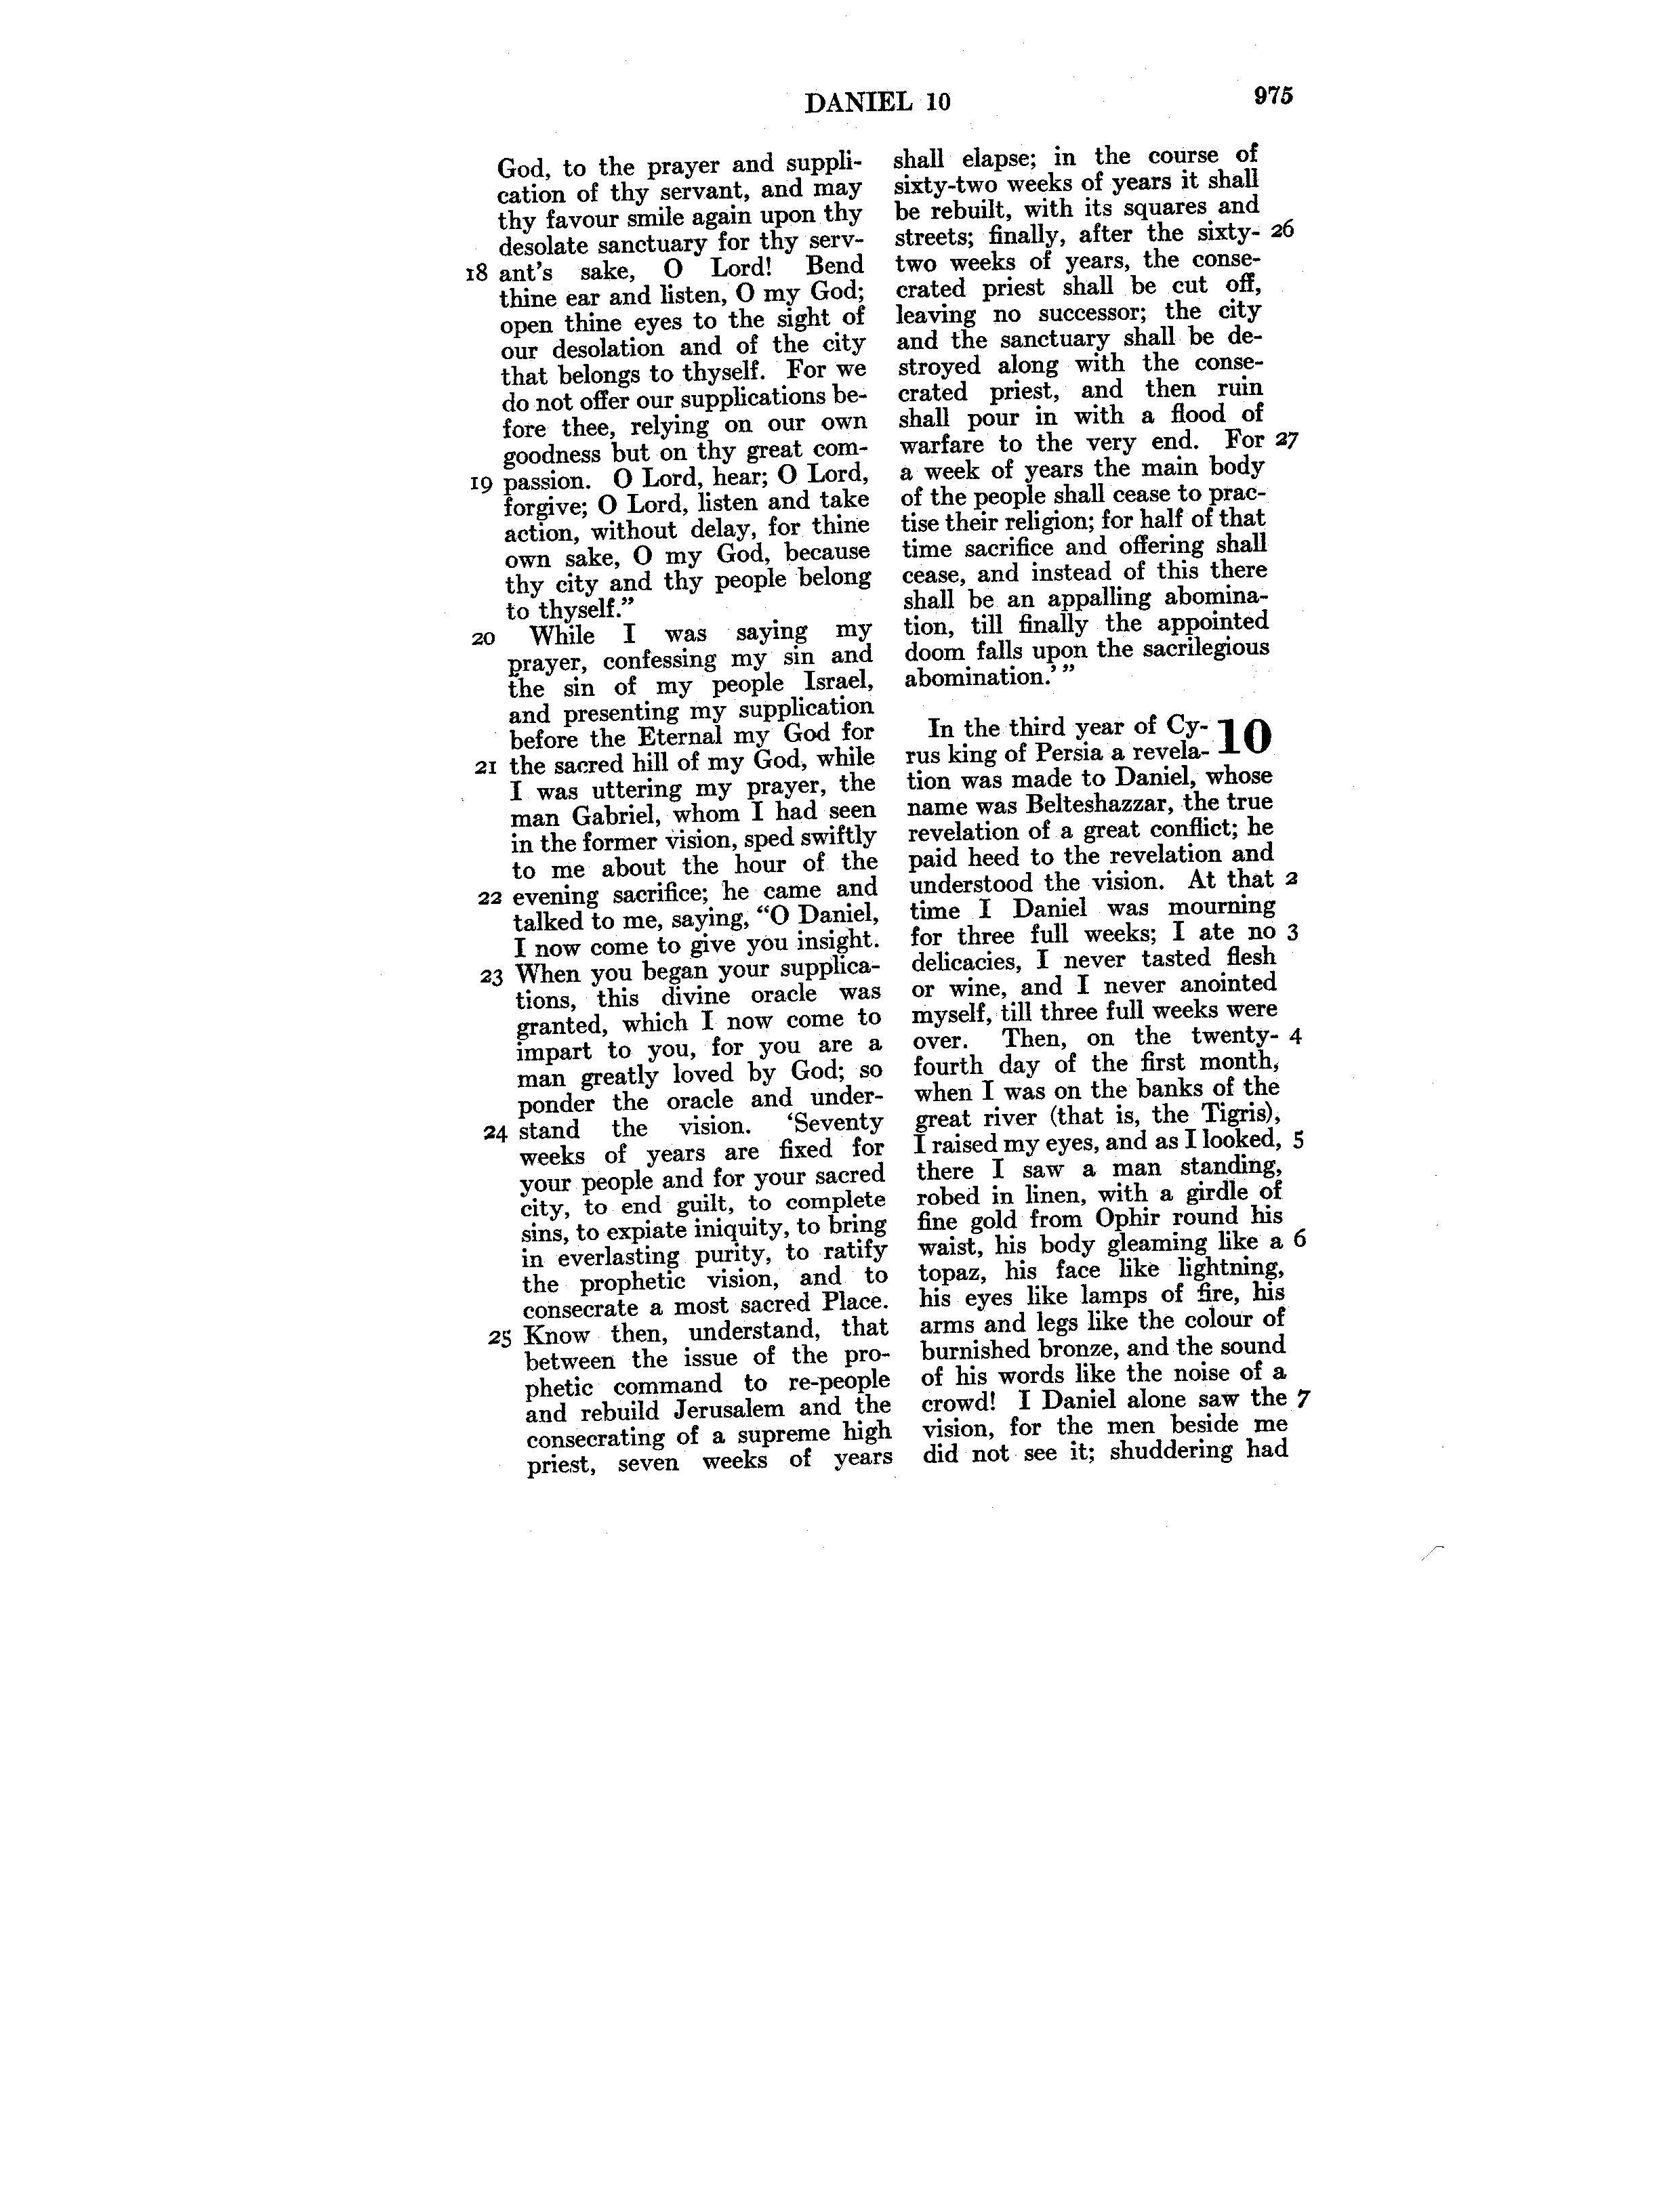 DANIEL 10
975
God, to the prayer and suppli-
cation of thy servant, and may
thy favour smile again upon thy
desolate sanctuary for thy serv-
18 ant's sake, O Lord! Bend
thine ear and listen, O my God;
open thine eyes to the sight of
our desolation and of the city
that belongs to thyself. For we
do not offer our supplications be-
fore thee, relying on our own
goodness but on thy great com-
19 passion. O Lord, hear; O Lord,
forgive; O Lord, listen and take
action, without delay, for thine
own sake, O my God, because
thy city and thy people belong
to thyself."
20 While I was saying my
prayer, confessing my sin and
the sin of my people Israel,
and presenting my supplication
before the Eternal my God for
21 the sacred hill of my God, while
I was uttering my prayer, the
man Gabriel, whom I had seen
in the former vision, sped swiftly
to me about the hour of the
22 evening sacrifice; he came and
talked to me, saying, "O Daniel,
I now come to give you insight.
23 When you began your supplica-
tions, this divine oracle was
granted, which I now come to
impart to you, for you are a
man greatly loved by God; so
ponder the oracle and under-
24 stand the vision. 'Seventy
weeks of years are fixed for
your people and for your sacred
city, to end guilt, to complete
sins, to expiate iniquity, to bring
in everlasting purity, to ratify
the prophetic vision, and to
consecrate a most sacred Place.
25 Know then, understand, that
between the issue of the pro-
phetic command to re-people
and rebuild Jerusalem and the
consecrating of a supreme high
priest, seven weeks of years
shall elapse; in the course of
sixty-two weeks of years it shall
be rebuilt, with its squares and
streets; finally, after the sixty- 26
two weeks of years, the conse-
crated priest shall be cut off,
leaving no successor; the city
and the sanctuary shall be de-
stroyed along with the conse-
crated priest, and then ruin
shall pour in with a flood of
warfare to the very end. For 27
a week of years the main body
of the people shall cease to prac-
tise their religion; for half of that
time sacrifice and offering shall
cease, and instead of this there
shall be an appalling abomina-
tion, till finally the appointed
doom falls upon the sacrilegious
abomination.' "
In the third year of Cy- 10
rus king of Persia a revela-
tion was made to Daniel, whose
name was Belteshazzar, the true
revelation of a great conflict; he
paid heed to the revelation and
understood the vision. At that 2
time I Daniel was mourning
for three full weeks; I ate no 3
delicacies, I never tasted flesh
or wine, and I never anointed
myself, till three full weeks were
over. Then, on the twenty- 4
fourth day of the first month,
when I was on the banks of the
great river (that is, the Tigris),
I raised my eyes, and as I looked, 5
there I saw a man standing,
robed in linen, with a girdle of
fine gold from Ophir round his
waist, his body gleaming like a 6
topaz, his face like lightning,
his eyes like lamps of fire, his
arms and legs like the colour of
burnished bronze, and the sound
of his words like the noise of a
crowd! I Daniel alone saw the 7
vision, for the men beside me
did not see it; shuddering had